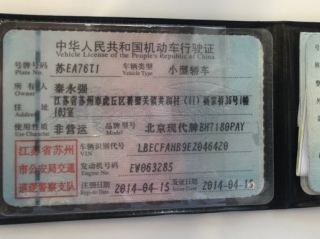 中华人民共和国机动车行驶证
Vehicle License of the People's Republic of China
号牌号码 苏EA76T1 车辆类型 小型轿车
Plate No. Vehicle Type
所有人 秦永强
Owner
住址 江苏省苏州市虎丘区
103室
使用性质 非营运 品牌型号 北京现代牌BH7180PAY
Use Character Model
江苏省苏州
市公安局交通
巡逻警察支队
车辆识别代号 LBECFAHB9EZ046420
VIN
发动机号码 EW063285
Engine No.
注册日期 2014-04-15 发证日期 2014-04-15
Register Date Issue Date